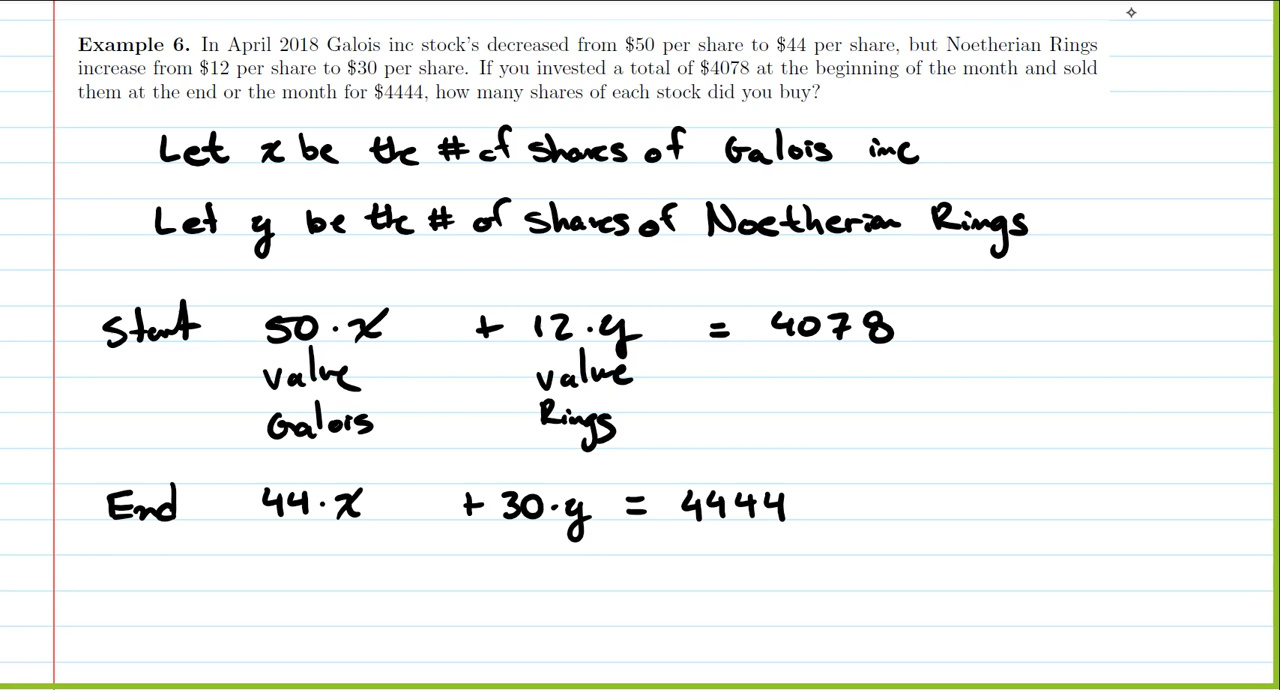 Example 6. In April 2018 Galois inc stock's decreased from $50 per share to $44 per share, but Noetherian Rings
increase from $12 per share to $30 per share. If you invested a total of $4078 at the beginning of the month and sold
them at the end or the month for $4444, how many shares of each stock did you buy?
Let x be the # of shares of Galois inc
Let y be the # of shares of Noetherian Rings
Start 50·x + 12·y = 4078
value value
Galois Rings
End 44·x + 30·y = 4444